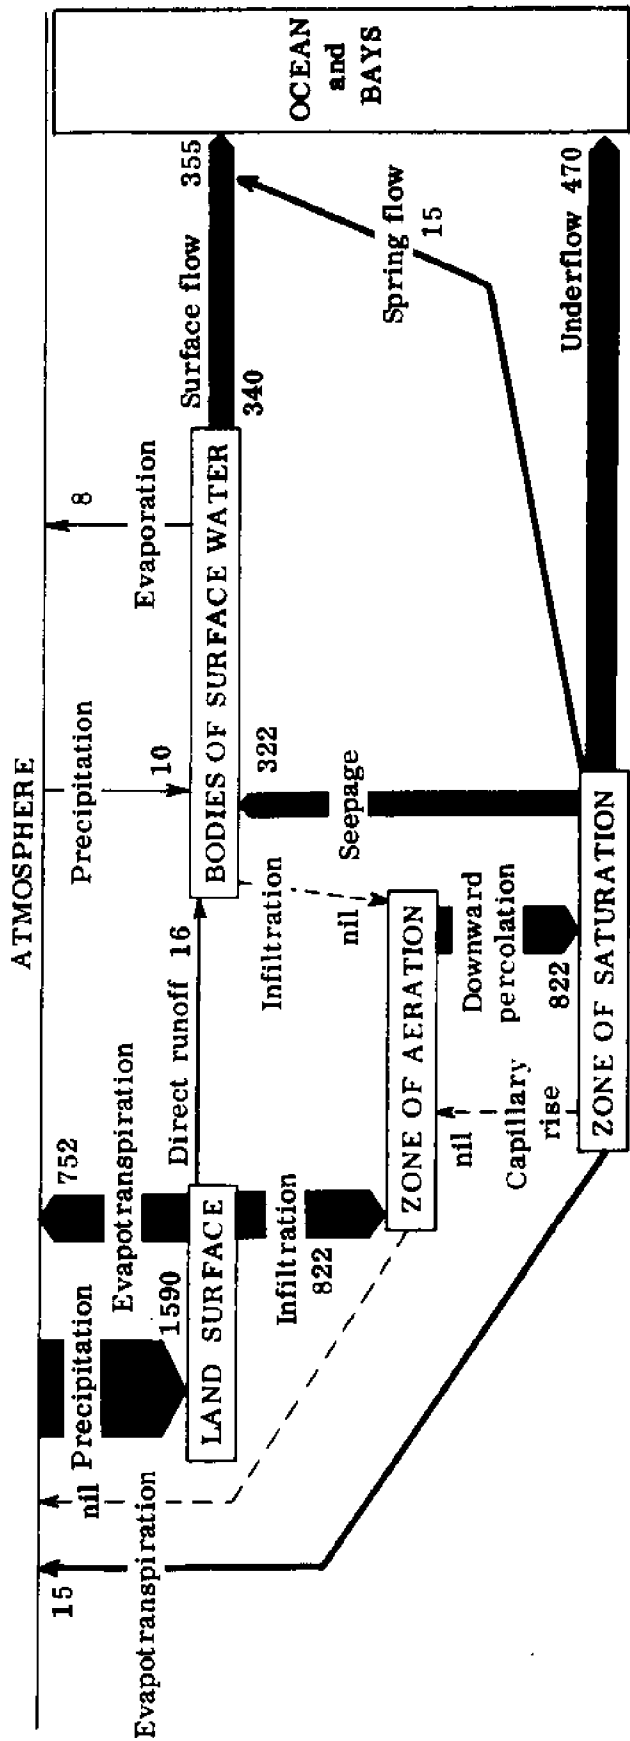 ATMOSPHERE
15
Evapotranspiration
nil
Precipitation
1590
752
Evapotranspiration
LAND SURFACE
Direct runoff 16
Infiltration
822
Precipitation
10
Evaporation
8
BODIES OF SURFACE WATER
Surface flow
340
355
OCEAN
and
BAYS
Infiltration
nil
322
Seepage
Spring flow
15
ZONE OF AERATION
nil
Capillary
rise
Downward
percolation
822
ZONE OF SATURATION
Underflow 470